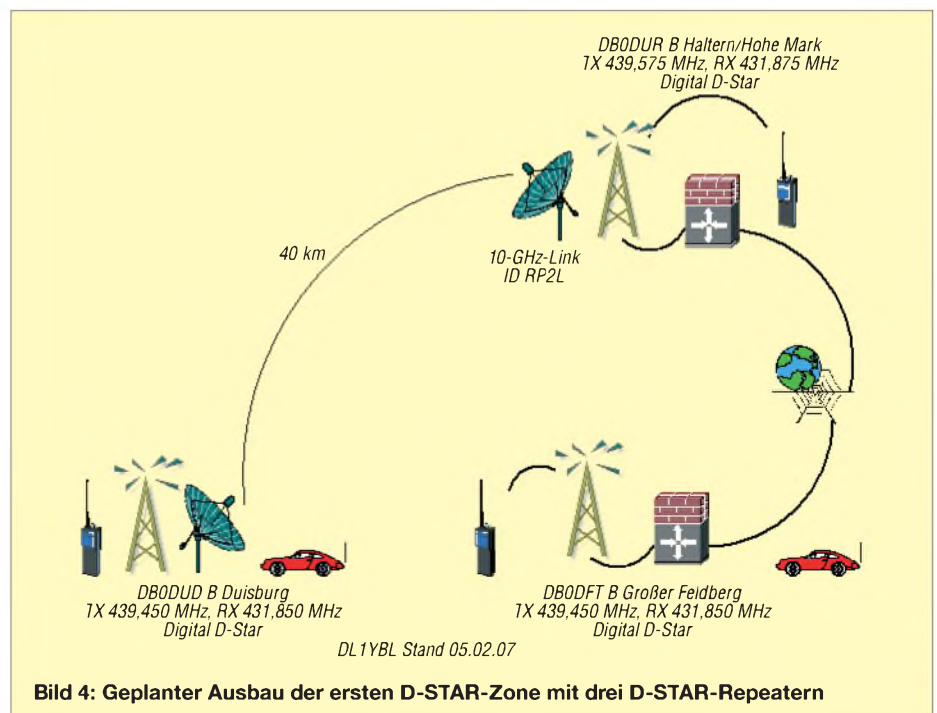 DB0DUR B Haltern/Hohe Mark
TX 439,575 MHz, RX 431,875 MHz
Digital D-Star
40 km
10-GHz-Link
ID RP2L
DB0DUD B Duisburg
TX 439,450 MHz, RX 431,850 MHz
Digital D-Star
DB0DFT B Großer Feldberg
TX 439,450 MHz, RX 431,850 MHz
Digital D-Star
DL1YBL Stand 05.02.07
Bild 4: Geplanter Ausbau der ersten D-STAR-Zone mit drei D-STAR-Repeatern